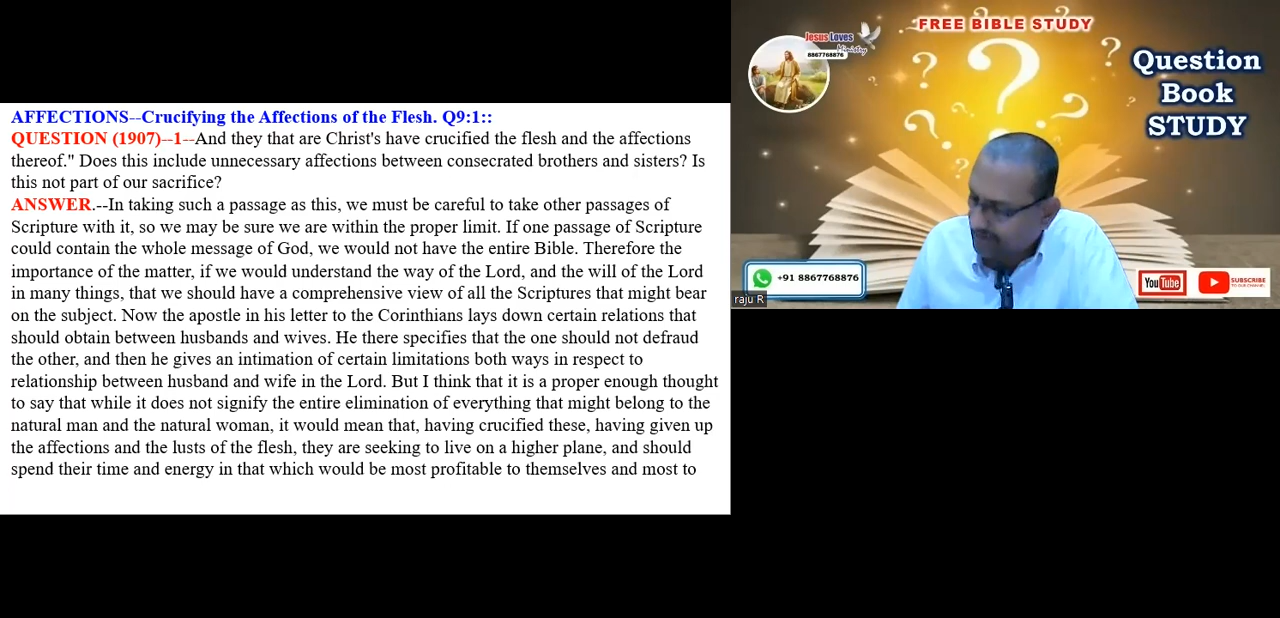 AFFECTIONS--Crucifying the Affections of the Flesh. Q9:1::
QUESTION (1907)--1--And they that are Christ's have crucified the flesh and the affections
thereof." Does this include unnecessary affections between consecrated brothers and sisters? Is
this not part of our sacrifice?
ANSWER.--In taking such a passage as this, we must be careful to take other passages of
Scripture with it, so we may be sure we are within the proper limit. If one passage of Scripture
could contain the whole message of God, we would not have the entire Bible. Therefore the
importance of the matter, if we would understand the way of the Lord, and the will of the Lord
in many things, that we should have a comprehensive view of all the Scriptures that might bear
on the subject. Now the apostle in his letter to the Corinthians lays down certain relations that
should obtain between husbands and wives. He there specifies that the one should not defraud
the other, and then he gives an intimation of certain limitations both ways in respect to
relationship between husband and wife in the Lord. But I think that it is a proper enough thought
to say that while it does not signify the entire elimination of everything that might belong to the
natural man and the natural woman, it would mean that, having crucified these, having given up
the affections and the lusts of the flesh, they are seeking to live on a higher plane, and should
spend their time and energy in that which would be most profitable to themselves and most to
FREE BIBLE STUDY
Jesus Loves
Ministry
8867768876
Question
Book
STUDY
+91 8867768876
raju R
YouTube
SUBSCRIBE
TO OUR CHANNEL